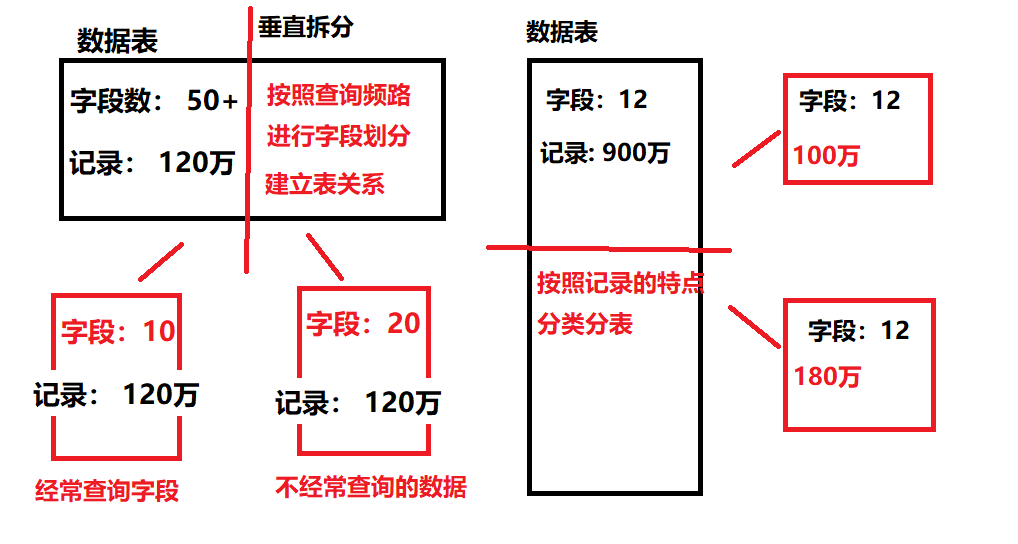 数据表
垂直拆分
字段数： 50+
记录： 120万
按照查询频路
进行字段划分
建立表关系
字段：10
记录： 120万
经常查询字段
字段：20
记录： 120万
不经常查询的数据
数据表
字段：12
记录: 900万
按照记录的特点
分类分表
字段：12
100万
字段：12
180万